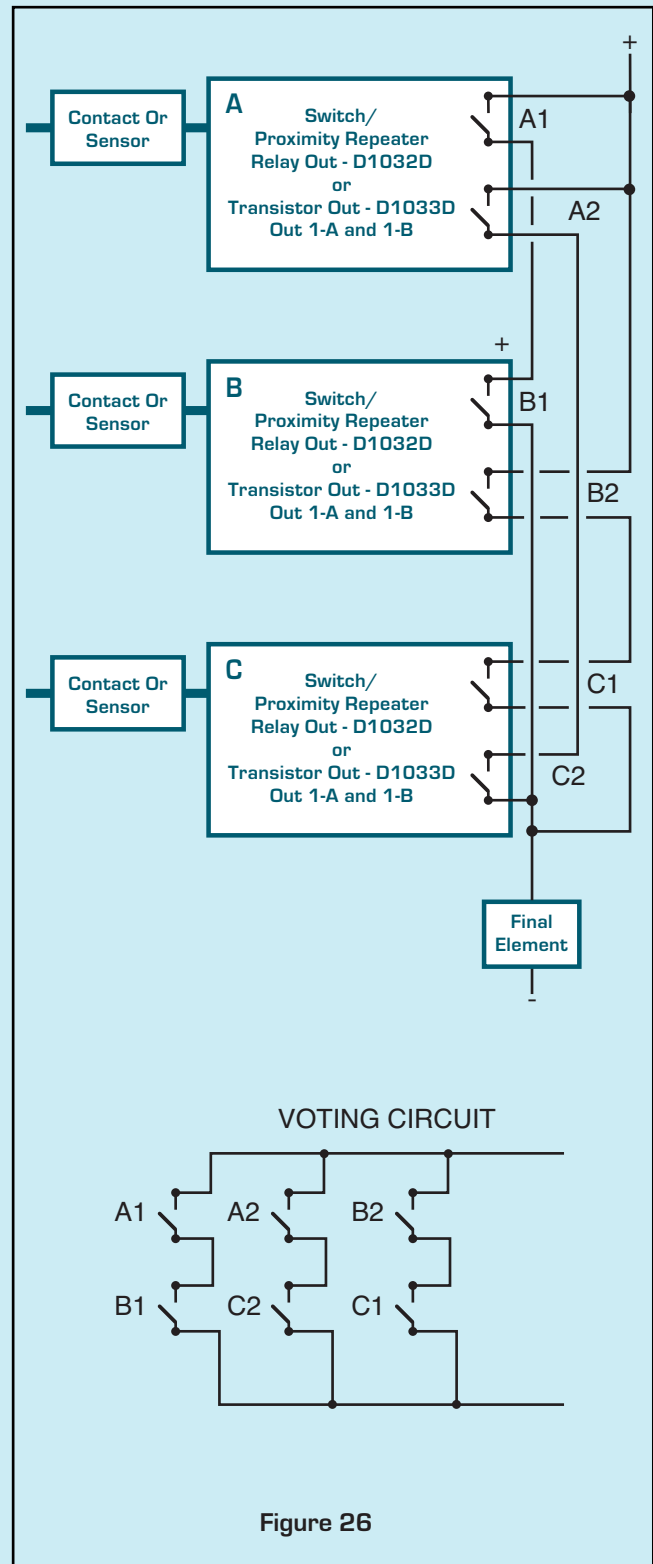 +
Contact Or
Sensor
A
Switch/
Proximity Repeater
Relay Out - D1032D
or
Transistor Out - D1033D
Out 1-A and 1-B
A1
A2
+
Contact Or
Sensor
B
Switch/
Proximity Repeater
Relay Out - D1032D
or
Transistor Out - D1033D
Out 1-A and 1-B
B1
B2
Contact Or
Sensor
C
Switch/
Proximity Repeater
Relay Out - D1032D
or
Transistor Out - D1033D
Out 1-A and 1-B
C1
C2
Final
Element
-
VOTING CIRCUIT
A1 A2 B2
B1 C2 C1
Figure 26